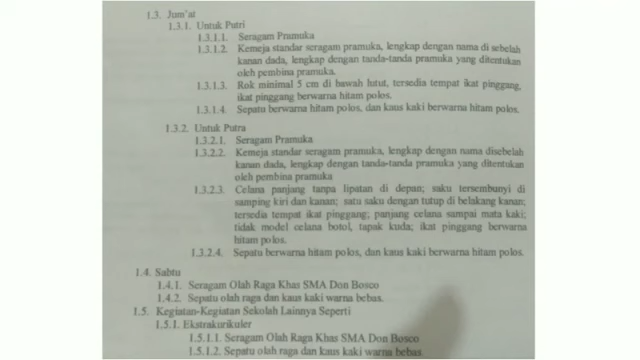 1.3. Jum'at
1.3.1. Untuk Putri
1.3.1.1. Seragam Pramuka
1.3.1.2. Kemeja standar seragam pramuka, lengkap dengan nama di sebelah
kanan dada, lengkap dengan tanda-tanda pramuka yang ditentukan
oleh pembina pramuka.
1.3.1.3. Rok minimal 5 cm di bawah lutut, tersedia tempat ikat pinggang,
ikat pinggang berwarna hitam polos.
1.3.1.4. Sepatu berwarna hitam polos, dan kaus kaki berwarna hitam polos.
1.3.2. Untuk Putra
1.3.2.1. Seragam Pramuka
1.3.2.2. Kemeja standar seragam pramuka, lengkap dengan nama disebelah
kanan dada, lengkap dengan tanda-tanda pramuka yang ditentukan
oleh pembina pramuka
1.3.2.3. Celana panjang tanpa lipatan di depan; saku tersembunyi di
samping kiri dan kanan; satu saku dengan tutup di belakang kanan;
tersedia tempat ikat pinggang; panjang celana sampai mata kaki;
tidak model celana botol, tapak kuda; ikat pinggang berwarna
hitam polos.
1.3.2.4. Sepatu berwarna hitam polos, dan kaus kaki berwarna hitam polos.
1.4. Sabtu
1.4.1. Seragam Olah Raga Khas SMA Don Bosco
1.4.2. Sepatu olah raga dan kaus kaki warna bebas.
1.5. Kegiatan-Kegiatan Sekolah Lainnya Seperti
1.5.1. Ekstrakurikuler
1.5.1.1. Seragam Olah Raga Khas SMA Don Bosco
1.5.1.2. Sepatu olah raga dan kaus kaki warna bebas